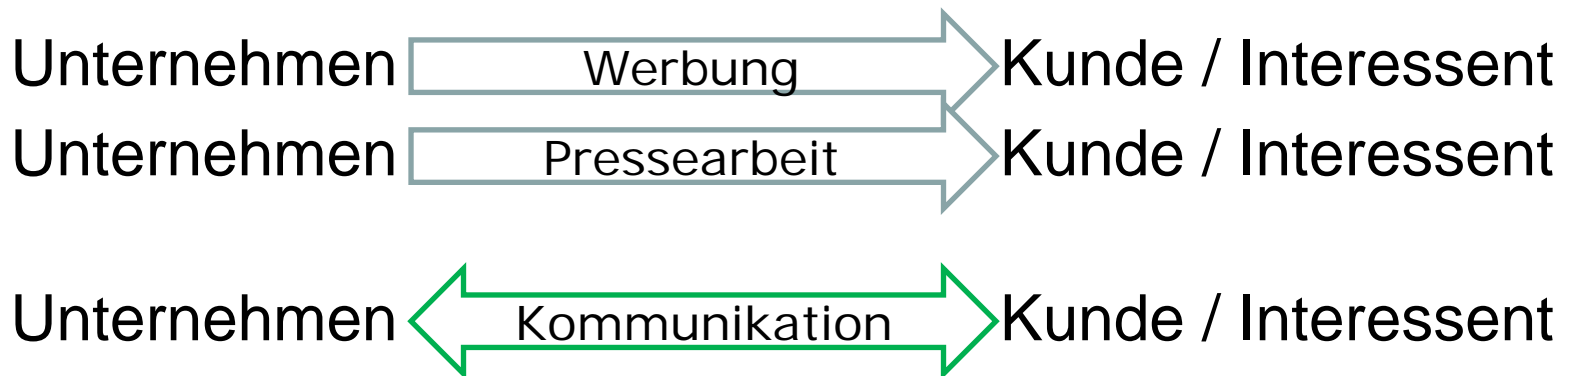 Unternehmen Werbung Kunde / Interessent
Unternehmen Pressearbeit Kunde / Interessent
Unternehmen Kommunikation Kunde / Interessent